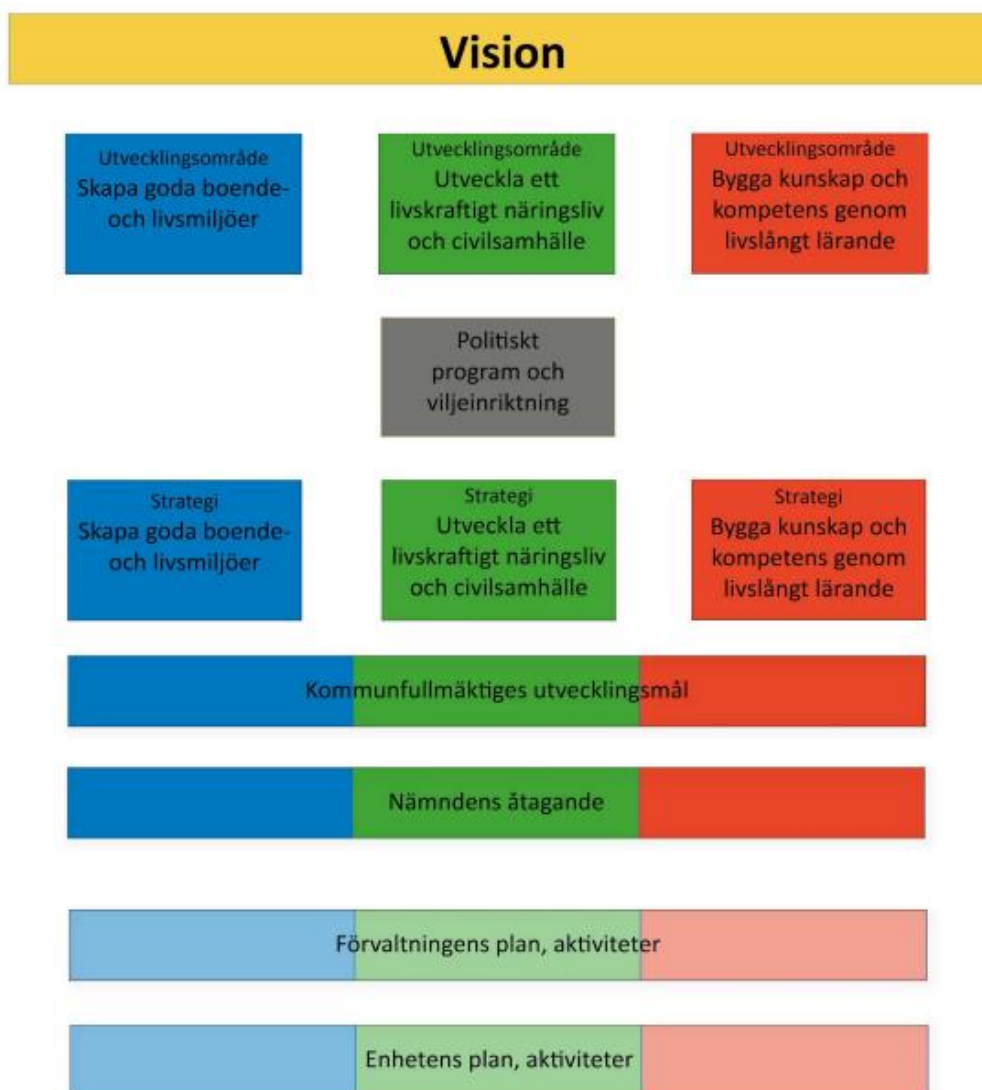 Vision
Utvecklingsområde
Skapa goda boende-
och livsmiljöer
Utvecklingsområde
Utveckla ett
livskraftigt näringsliv
och civilsamhälle
Utvecklingsområde
Bygga kunskap och
kompetens genom
livslångt lärande
Politiskt
program och
viljeinriktning
Strategi
Skapa goda boende-
och livsmiljöer
Strategi
Utveckla ett
livskraftigt näringsliv
och civilsamhälle
Strategi
Bygga kunskap och
kompetens genom
livslångt lärande
Kommunfullmäktiges utvecklingsmål
Nämndens åtagande
Förvaltningens plan, aktiviteter
Enhetens plan, aktiviteter